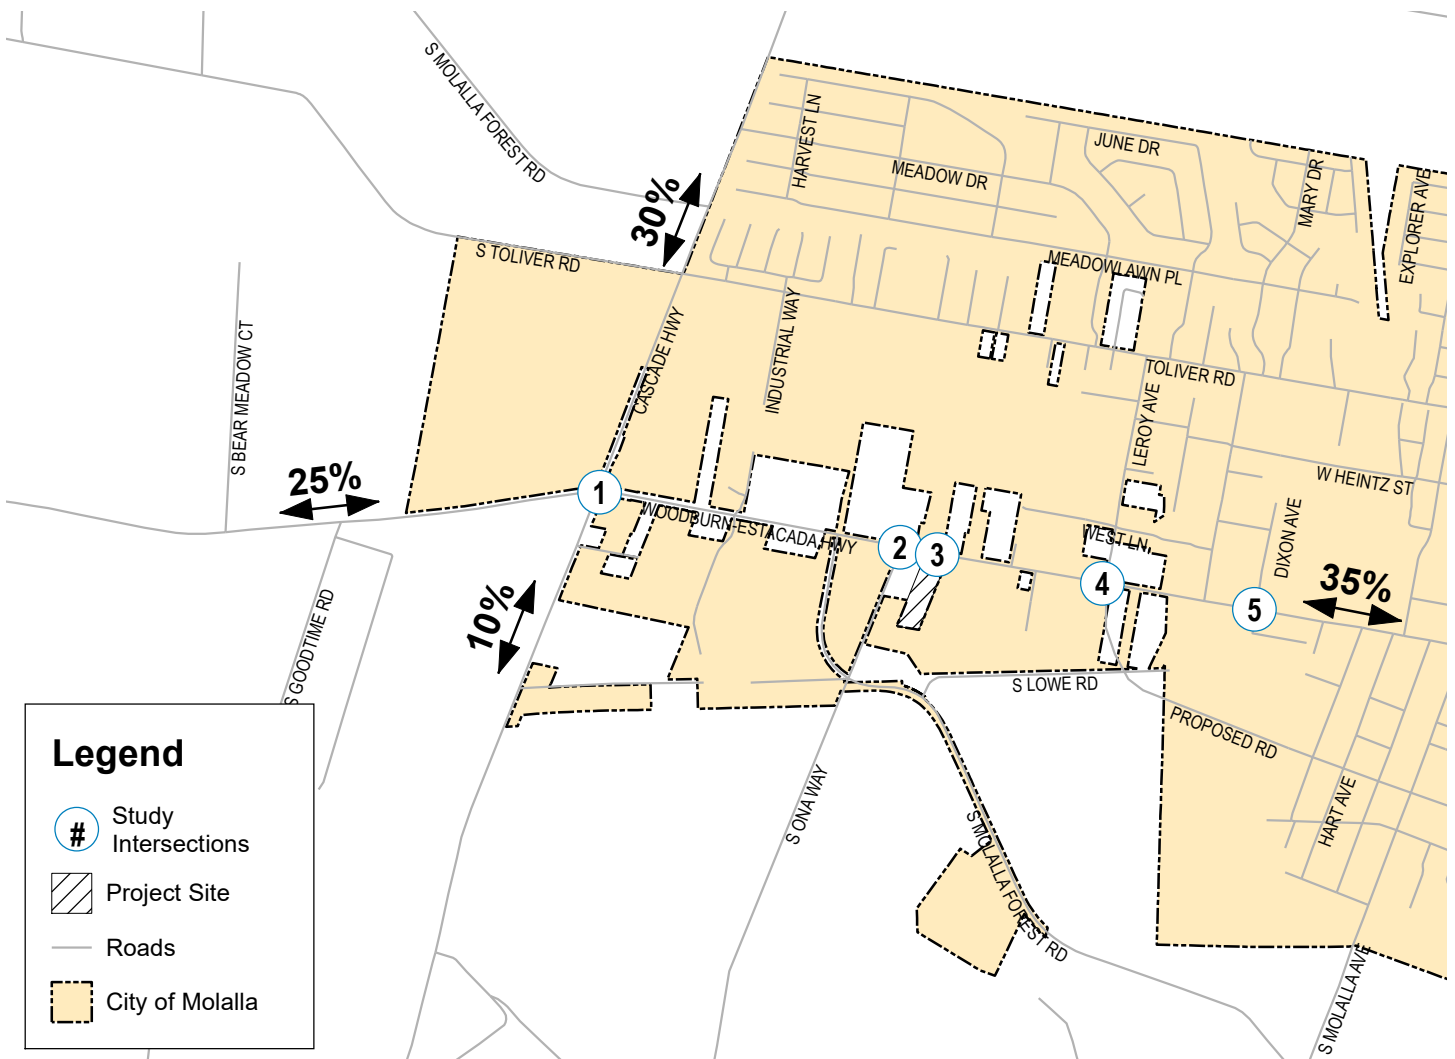 S MOLALLA FOREST RD
HARVEST LN
JUNE DR
MEADOW DR
MARY DR
EXPLORER AVE
30%
S TOLIVER RD
MEADOWLAWN PL
S BEAR MEADOW CT
CASCADE HWY
INDUSTRIAL WAY
TOLIVER RD
LEROY AVE
W HEINTZ ST
25%
1
WOODBURN-ESTACADA HWY
2
3
WEST LN
DIXON AVE
4
5
35%
10%
S GOODTIME RD
S LOWE RD
PROPOSED RD
S ONA WAY
S MOLALLA FOREST RD
HART AVE
S MOLALLA AVE
Legend
#
Study
Intersections
Project Site
Roads
City of Molalla